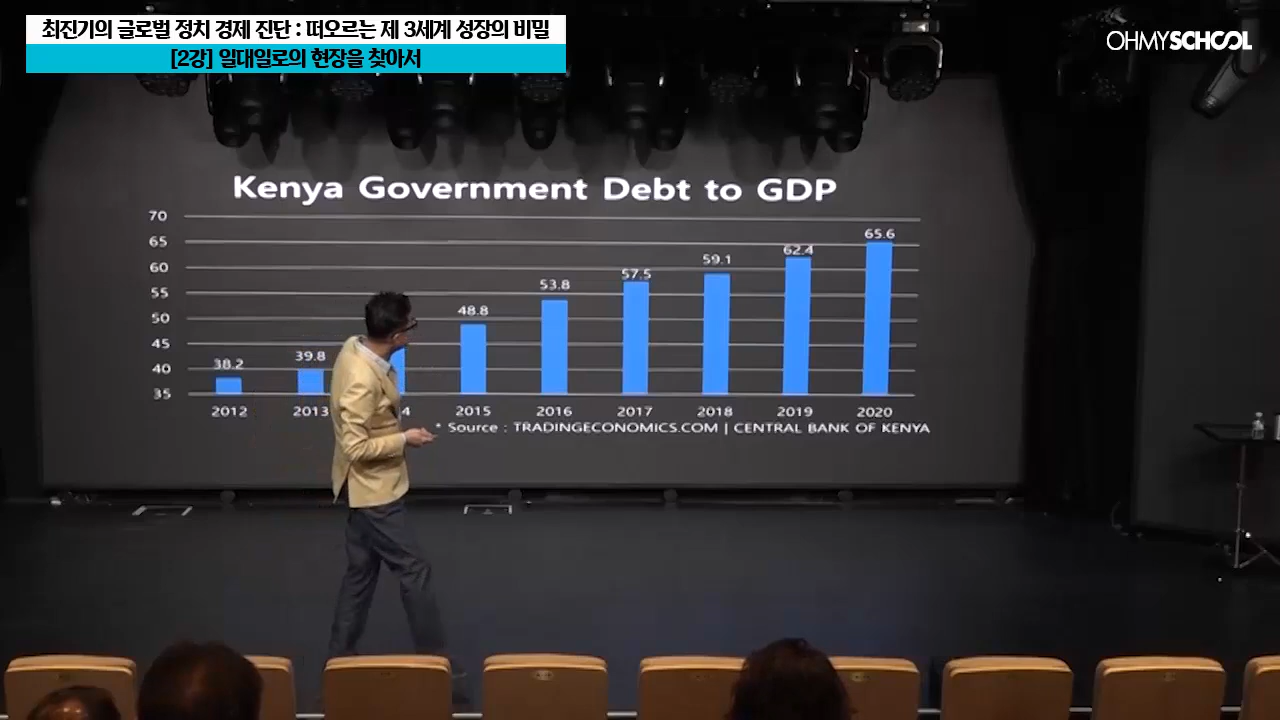 최진기의 글로벌 정치 경제 진단 : 떠오르는 제 3세계 성장의 비밀
[2강] 일대일로의 현장을 찾아서
OHMYSCHOOL
Kenya Government Debt to GDP
70
65
60
55
50
45
40
35
38.2
39.8
48.8
53.8
57.5
59.1
62.4
65.6
2012 2013 4 2015 2016 2017 2018 2019 2020
* Source : TRADINGECONOMICS.COM | CENTRAL BANK OF KENYA